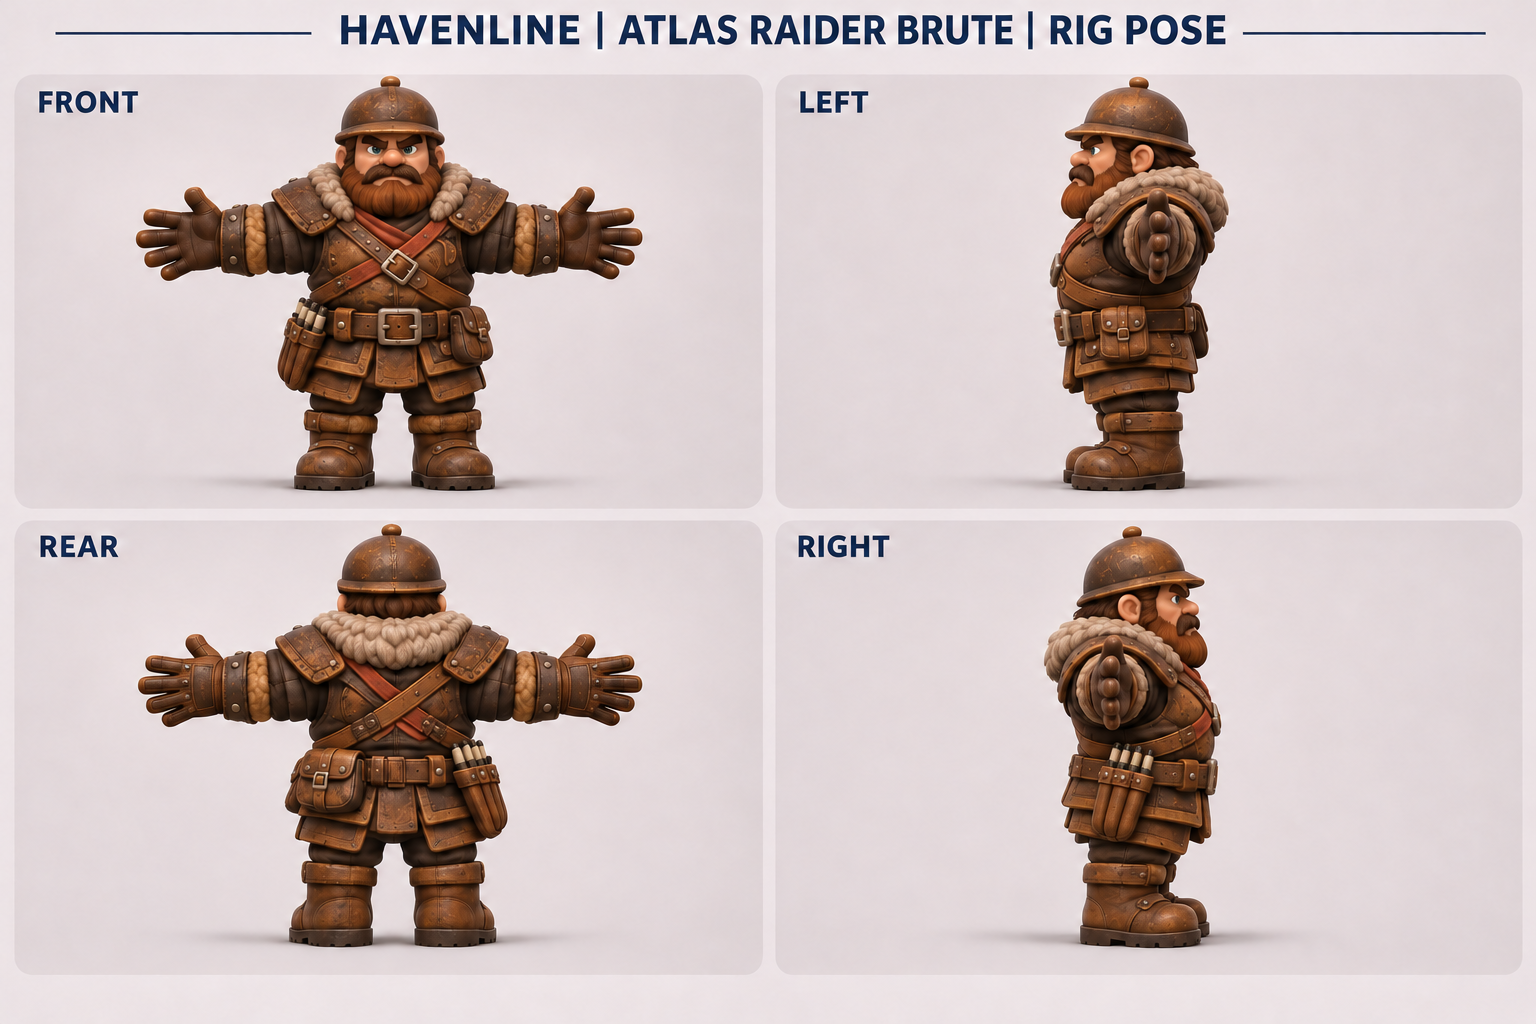 HAVENLINE | ATLAS RAIDER BRUTE | RIG POSE
FRONT
LEFT
REAR
RIGHT